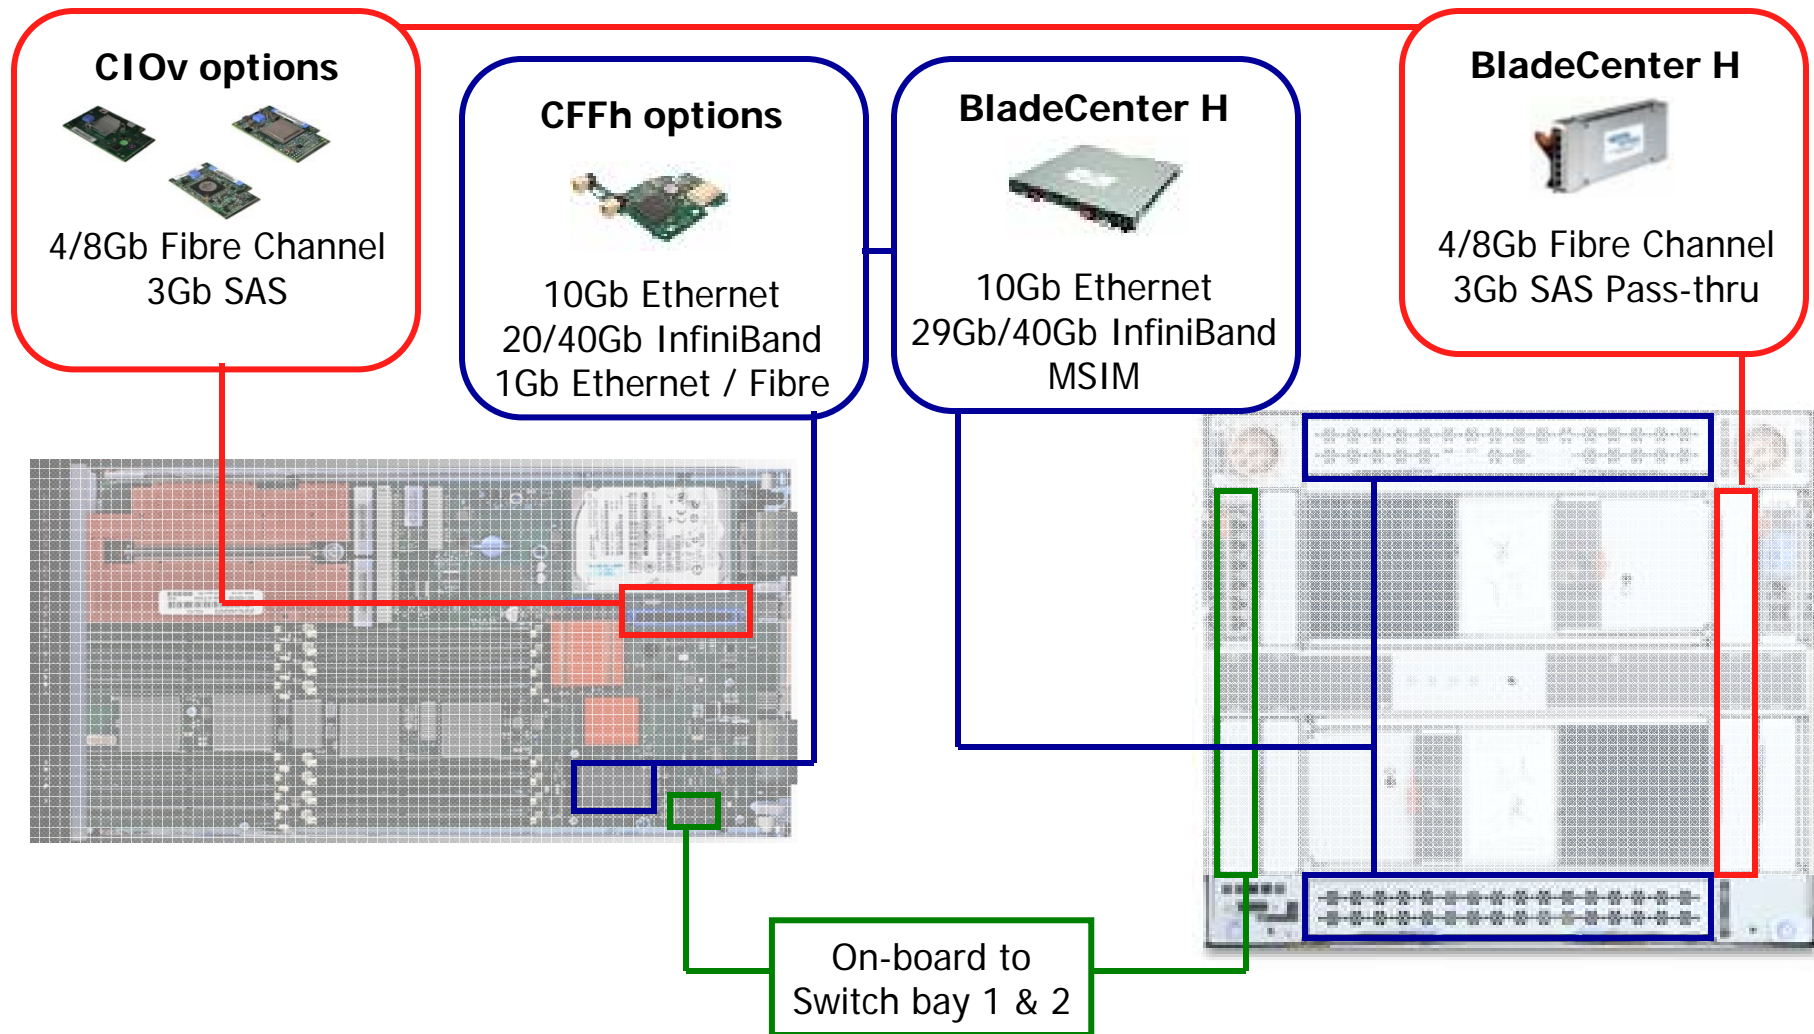 CIOv options
4/8Gb Fibre Channel
3Gb SAS
CFFh options
10Gb Ethernet
20/40Gb InfiniBand
1Gb Ethernet / Fibre
BladeCenter H
10Gb Ethernet
29Gb/40Gb InfiniBand
MSIM
BladeCenter H
4/8Gb Fibre Channel
3Gb SAS Pass-thru
On-board to
Switch bay 1 & 2